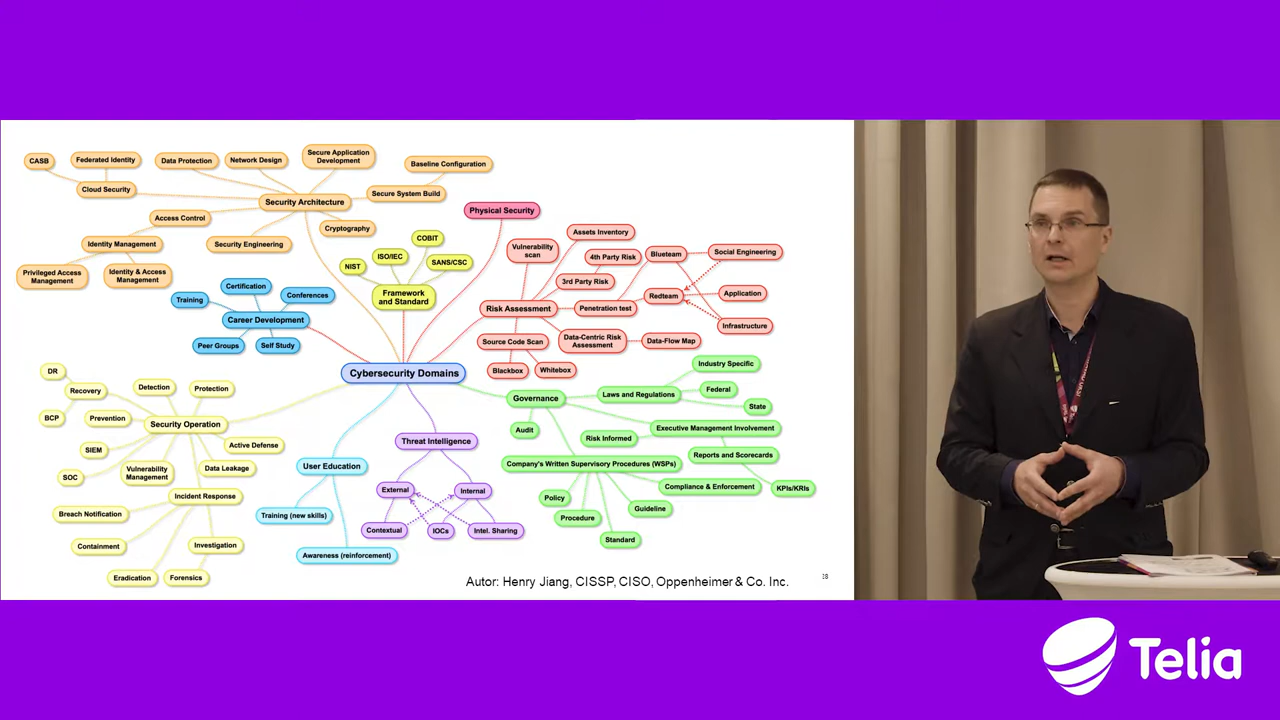 CASB
Federated Identity
Data Protection
Network Design
Secure Application
Development
Baseline Configuration
Cloud Security
Security Architecture
Secure System Build
Access Control
Cryptography
Identity Management
Security Engineering
Privileged Access
Management
Identity & Access
Management
Physical Security
COBIT
ISO/IEC
NIST
SANS/CSC
Framework
and Standard
Certification
Training
Conferences
Career Development
Peer Groups
Self Study
Vulnerability
scan
Assets Inventory
4th Party Risk
Blueteam
Social Engineering
3rd Party Risk
Redteam
Application
Risk Assessment
Penetration test
Infrastructure
Source Code Scan
Data-Centric Risk
Assessment
Data-Flow Map
Blackbox
Whitebox
Cybersecurity Domains
DR
Recovery
Detection
Protection
BCP
Prevention
Security Operation
SIEM
Active Defense
SOC
Vulnerability
Management
Data Leakage
Incident Response
Breach Notification
Containment
Investigation
Eradication
Forensics
User Education
Training (new skills)
Awareness (reinforcement)
Threat Intelligence
External
Internal
Contextual
IOCs
Intel. Sharing
Industry Specific
Governance
Laws and Regulations
Federal
State
Audit
Executive Management Involvement
Risk Informed
Reports and Scorecards
Company's Written Supervisory Procedures (WSPs)
Compliance & Enforcement
KPIs/KRIs
Policy
Procedure
Guideline
Standard
Autor: Henry Jiang, CISSP, CISO, Oppenheimer & Co. Inc.
Telia